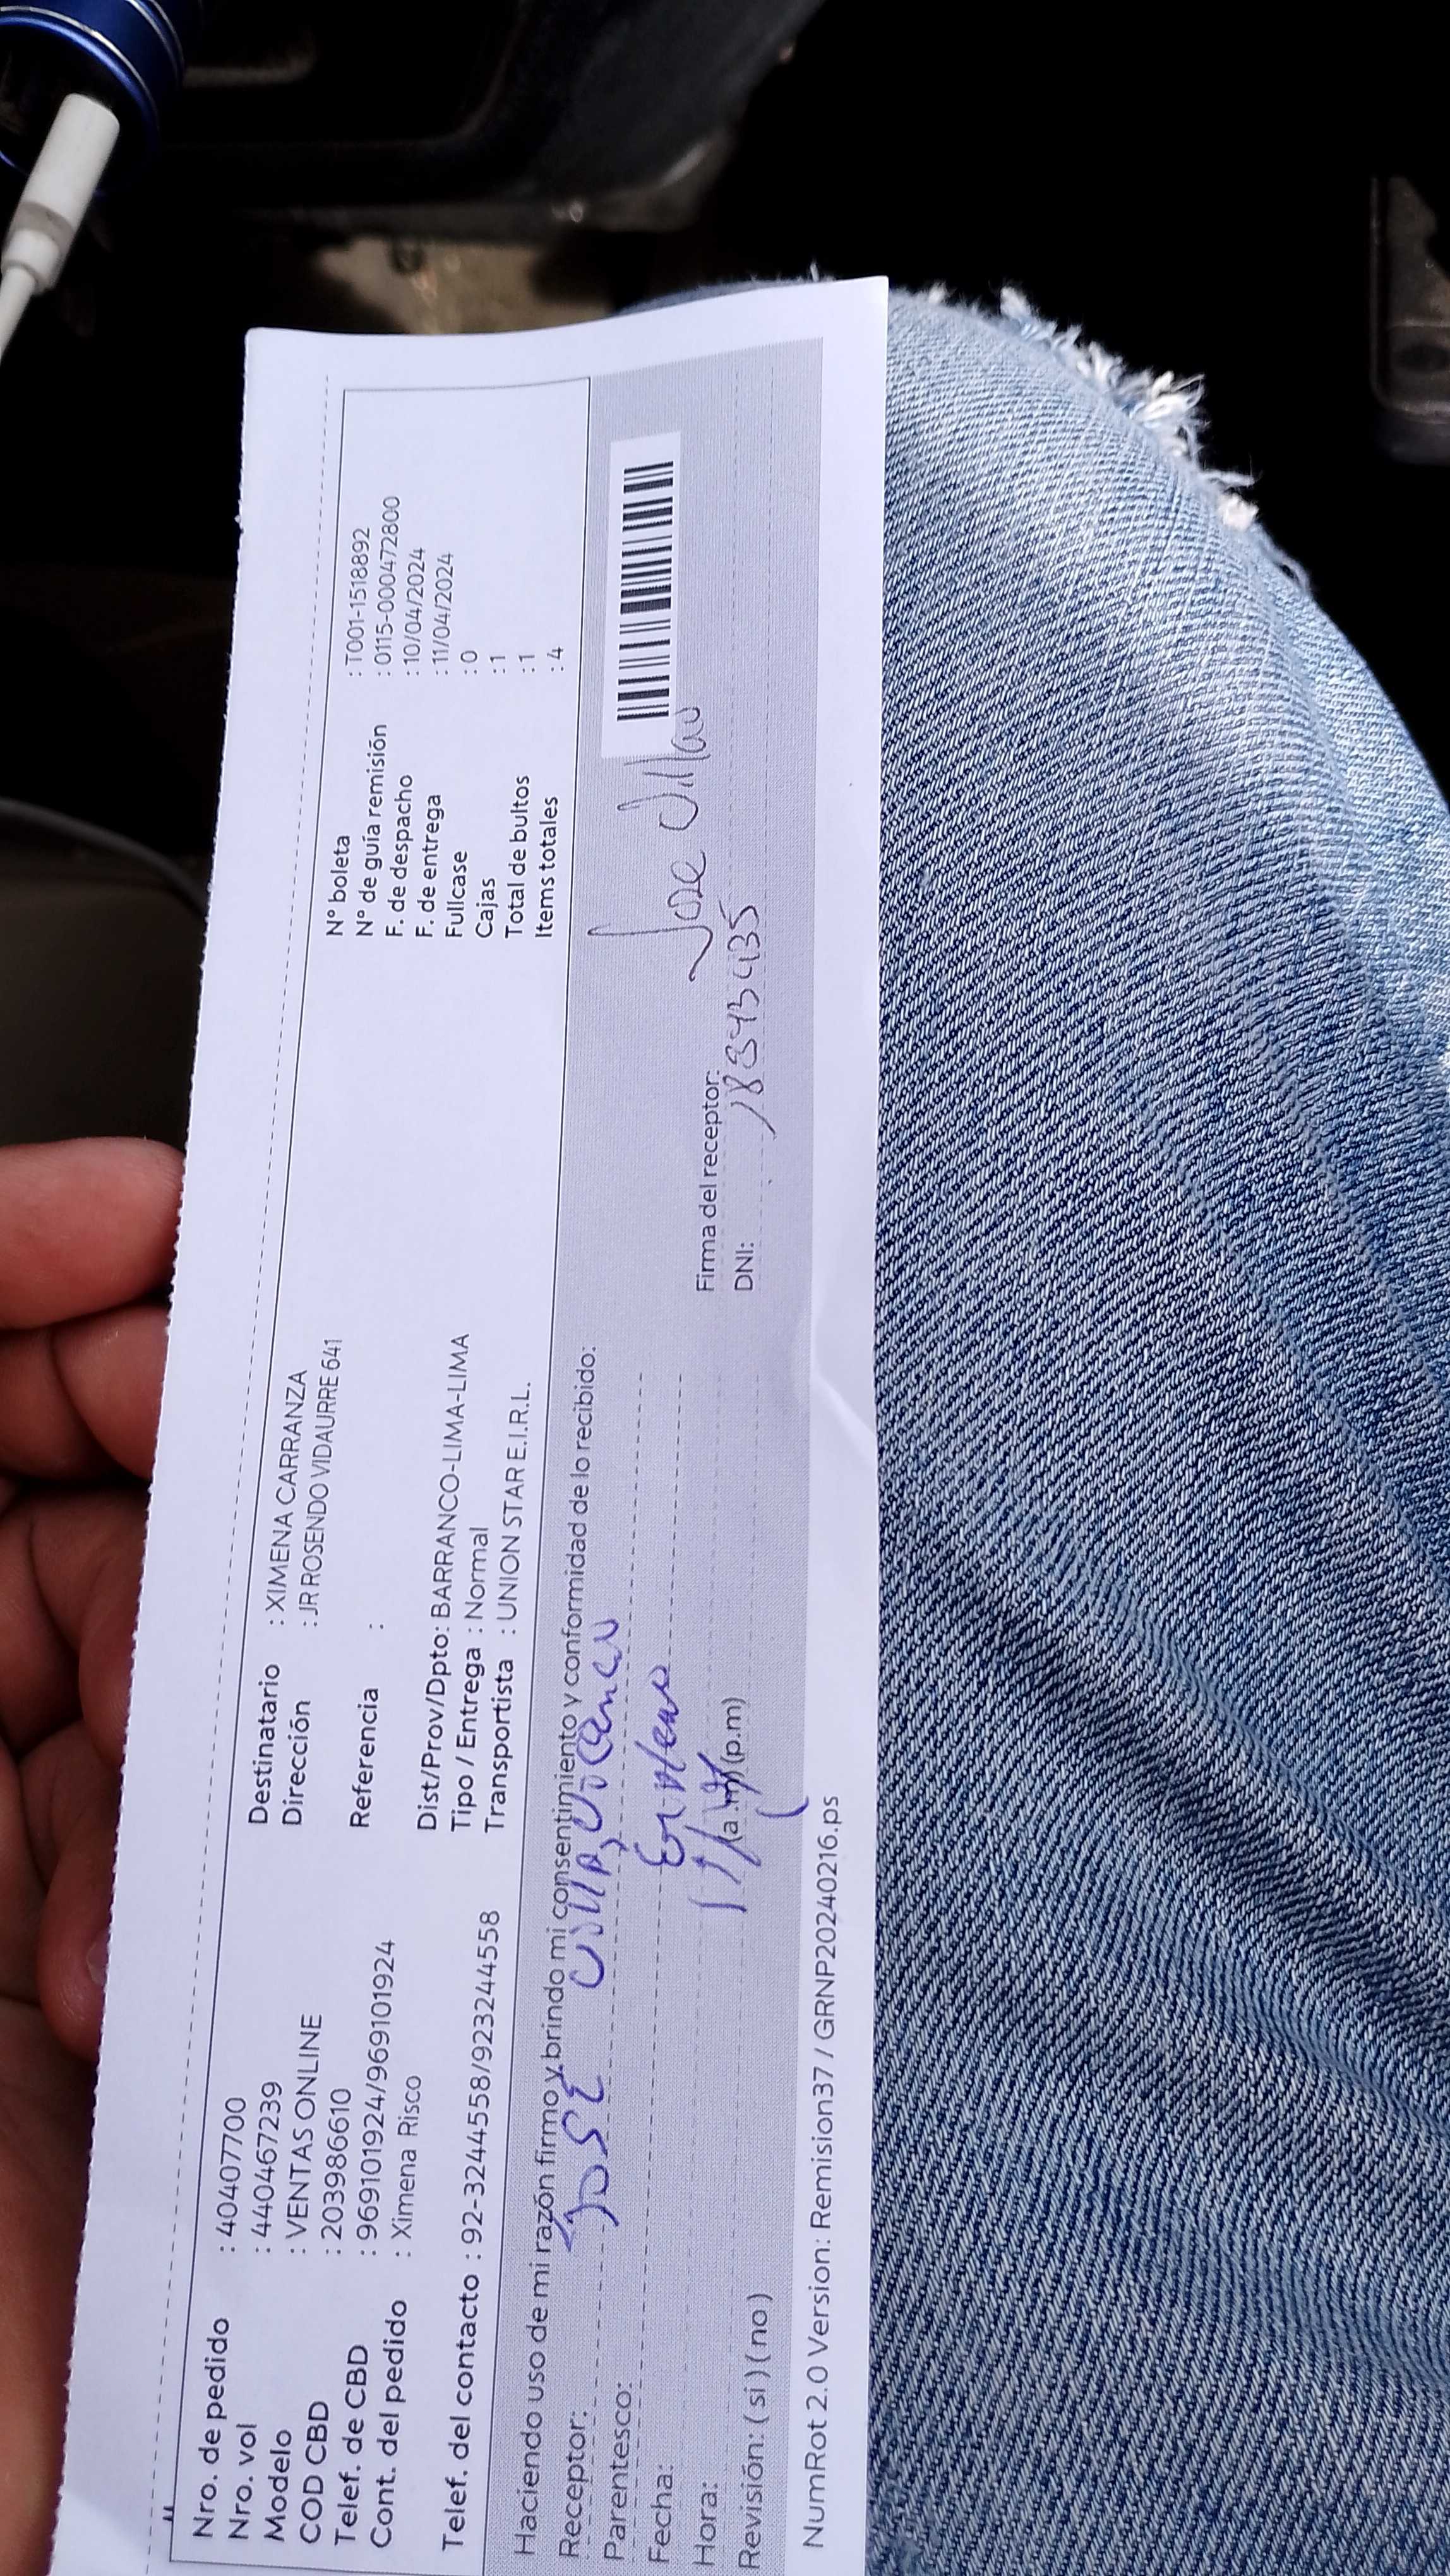 Nro. de pedido : 40407700
Nro. vol : 440467239
Modelo : VENTAS ONLINE
COD CBD : 203986610
Telef. de CBD : 969101924/969101924
Cont. del pedido : Ximena Risco
Telef. del contacto : 92-3244558/923244558
Destinatario : XIMENA CARRANZA
Dirección : JR ROSENDO VIDAURRE 641
Referencia :
Dist/Prov/Dpto: BARRANCO-LIMA-LIMA
Tipo / Entrega : Normal
Transportista : UNION STAR E.I.R.L.
N° boleta : T001-1518892
N° de guía remisión : 0115-0000472800
F. de despacho : 10/04/2024
F. de entrega : 11/04/2024
Fullcase : 0
Cajas : 1
Total de bultos : 1
Items totales : 4
Haciendo uso de mi razón firmo y brindo mi consentimiento y conformidad de lo recibido:
Receptor: JOSE
Parentesco:
Fecha:
Hora: (p.m)
Revisión: ( si ) ( no )
Firma del receptor: Jose
DNI:
NumRot 2.0 Version: Remision37 / GRNP20240216.ps